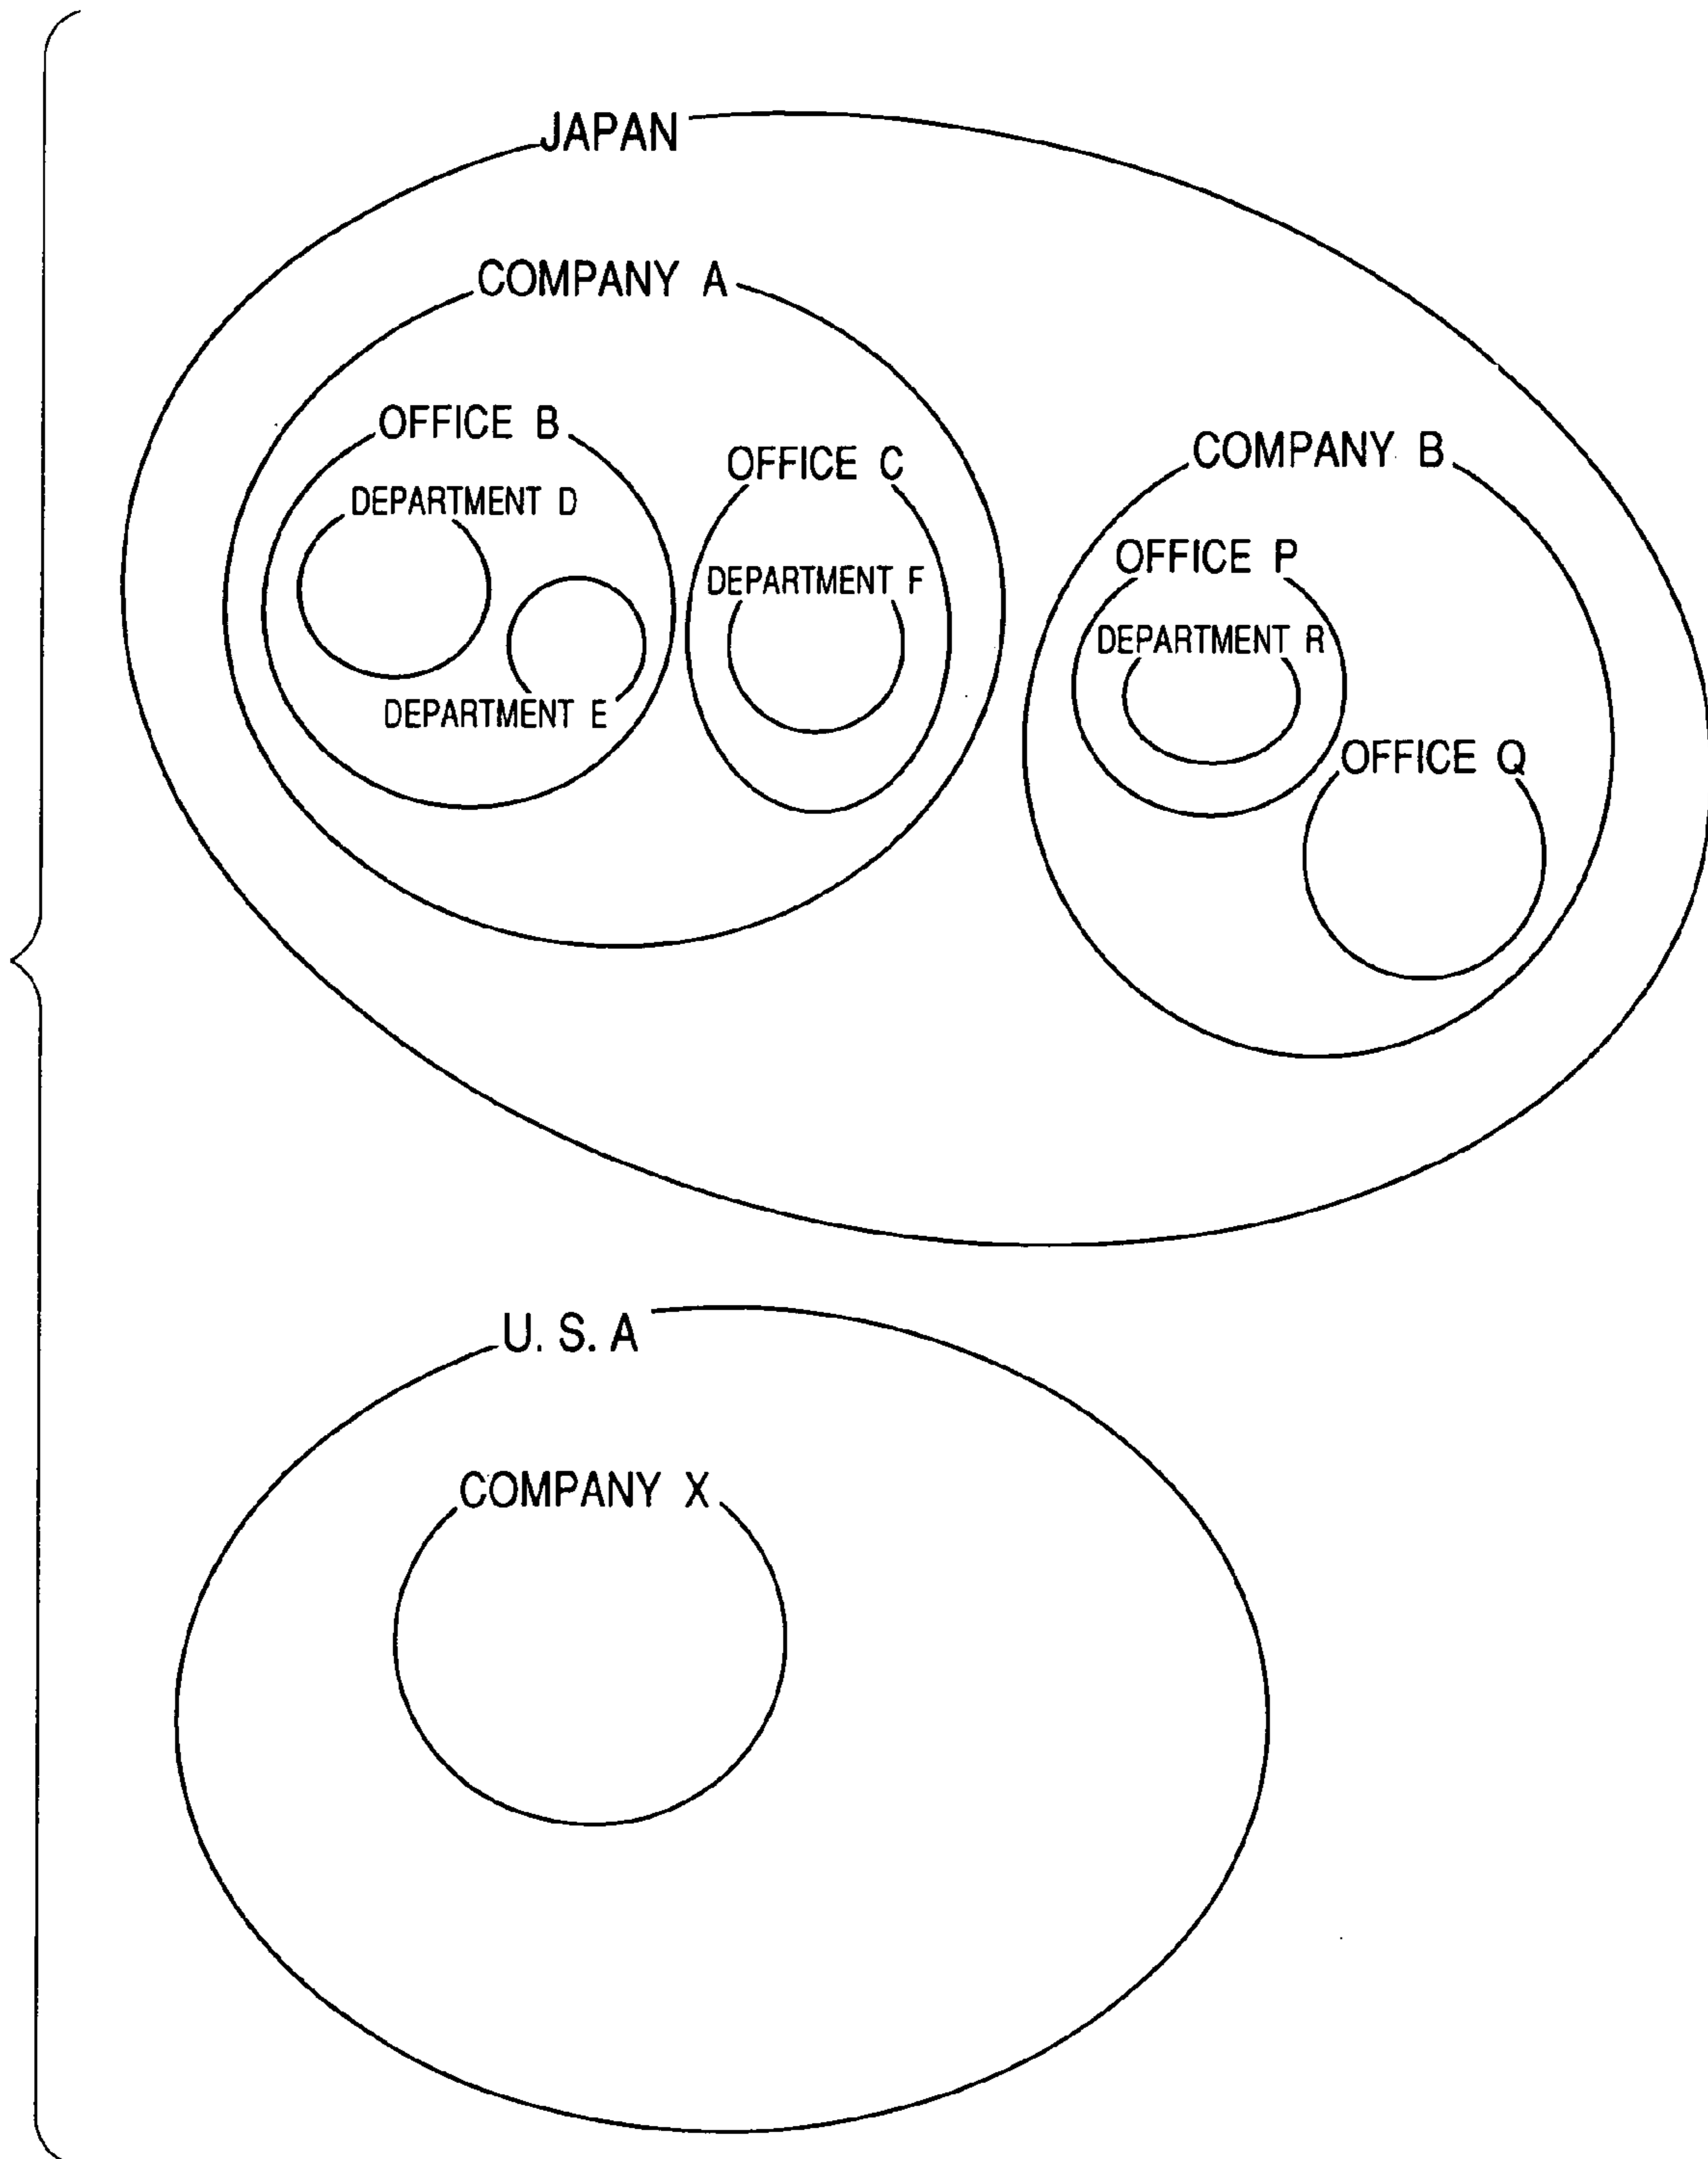 JAPAN
COMPANY A
OFFICE B
OFFICE C
DEPARTMENT D
DEPARTMENT F
DEPARTMENT E
COMPANY B
OFFICE P
DEPARTMENT R
OFFICE Q
U. S. A
COMPANY X